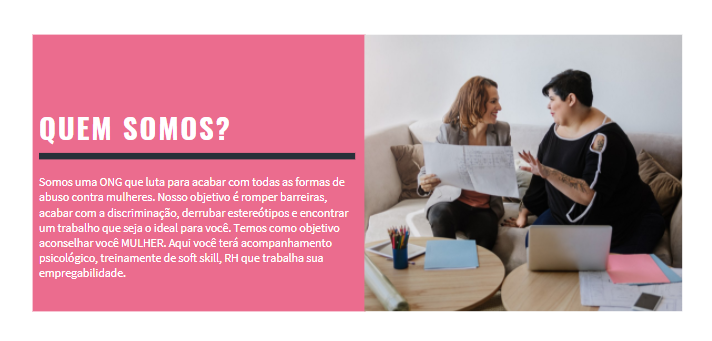 QUEM SOMOS?
Somos uma ONG que luta para acabar com todas as formas de
abuso contra mulheres. Nosso objetivo é romper barreiras,
acabar com a discriminação, derrubar estereótipos e encontrar
um trabalho que seja o ideal para você. Temos como objetivo
aconselhar você MULHER. Aqui você terá acompanhamento
psicológico, treinamente de soft skill, RH que trabalha sua
empregabilidade.